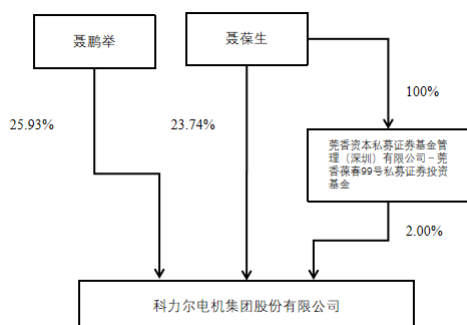 聂鹏举
聂葆生
25.93%
23.74%
100%
莞香资本私募证券基金管
理（深圳）有限公司－莞
香葆春99号私募证券投资
基金
2.00%
科力尔电机集团股份有限公司